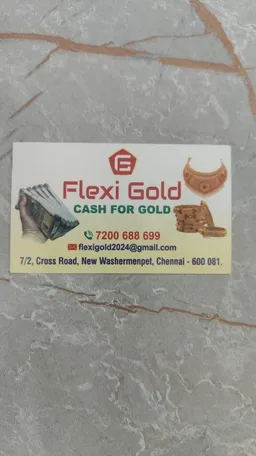 Flexi Gold
CASH FOR GOLD
7200 688 699
flexigold2024@gmail.com
7/2, Cross Road, New Washermenpet, Chennai - 600 081.